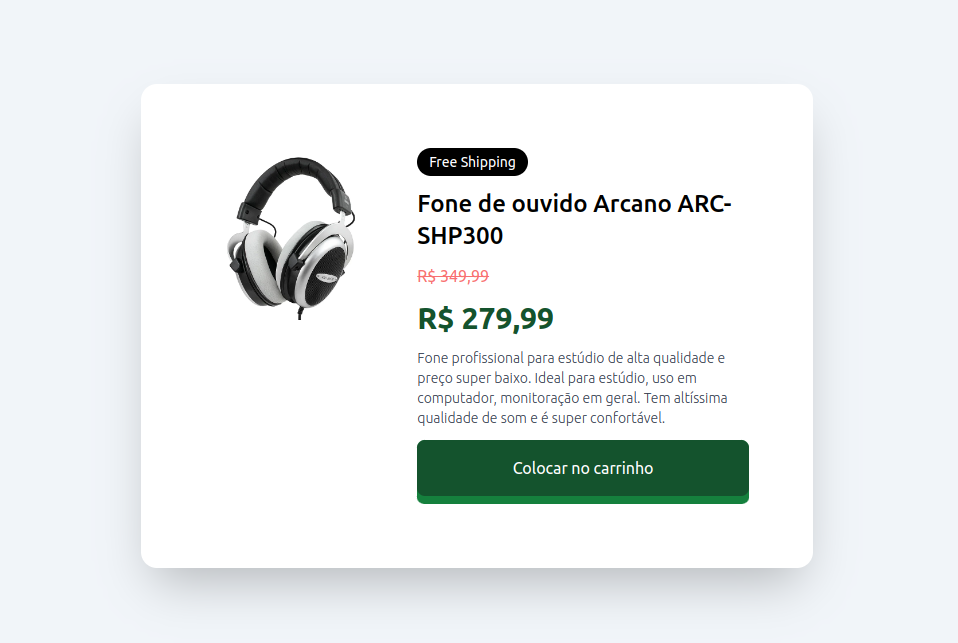 Free Shipping
Fone de ouvido Arcano ARC-
SHP300
R$ 349,99
R$ 279,99
Fone profissional para estúdio de alta qualidade e
preço super baixo. Ideal para estúdio, uso em
computador, monitoração em geral. Tem altíssima
qualidade de som e é super confortável.
Colocar no carrinho